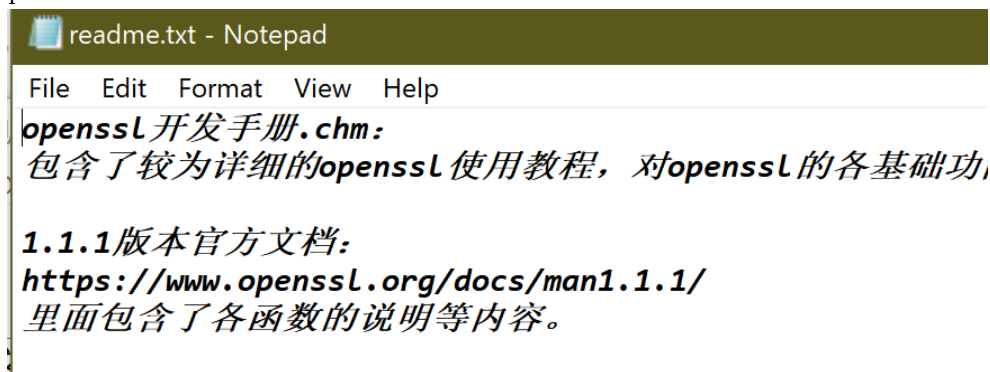 readme.txt - Notepad
File Edit Format View Help
openssl开发手册.chm：
包含了较为详细的openssl使用教程，对openssl的各基础功
1.1.1版本官方文档：
https://www.openssl.org/docs/man1.1.1/
里面包含了各函数的说明等内容。